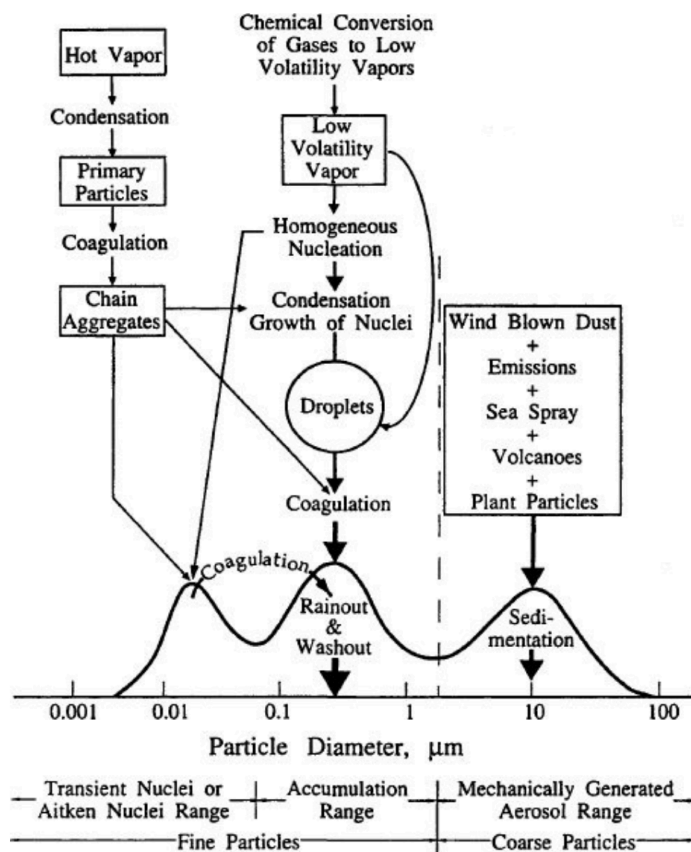 Hot Vapor
Condensation
Primary
Particles
Coagulation
Chain
Aggregates
Chemical Conversion
of Gases to Low
Volatility Vapors
Low
Volatility
Vapor
Homogeneous
Nucleation
Condensation
Growth of Nuclei
Droplets
Coagulation
Wind Blown Dust
+
Emissions
+
Sea Spray
+
Volcanoes
+
Plant Particles
Coagulation
Rainout
&
Washout
Sedi-
mentation
0.001 0.01 0.1 1 10 100
Particle Diameter, μm
Transient Nuclei or
Aitken Nuclei Range
Accumulation
Range
Mechanically Generated
Aerosol Range
Fine Particles
Coarse Particles